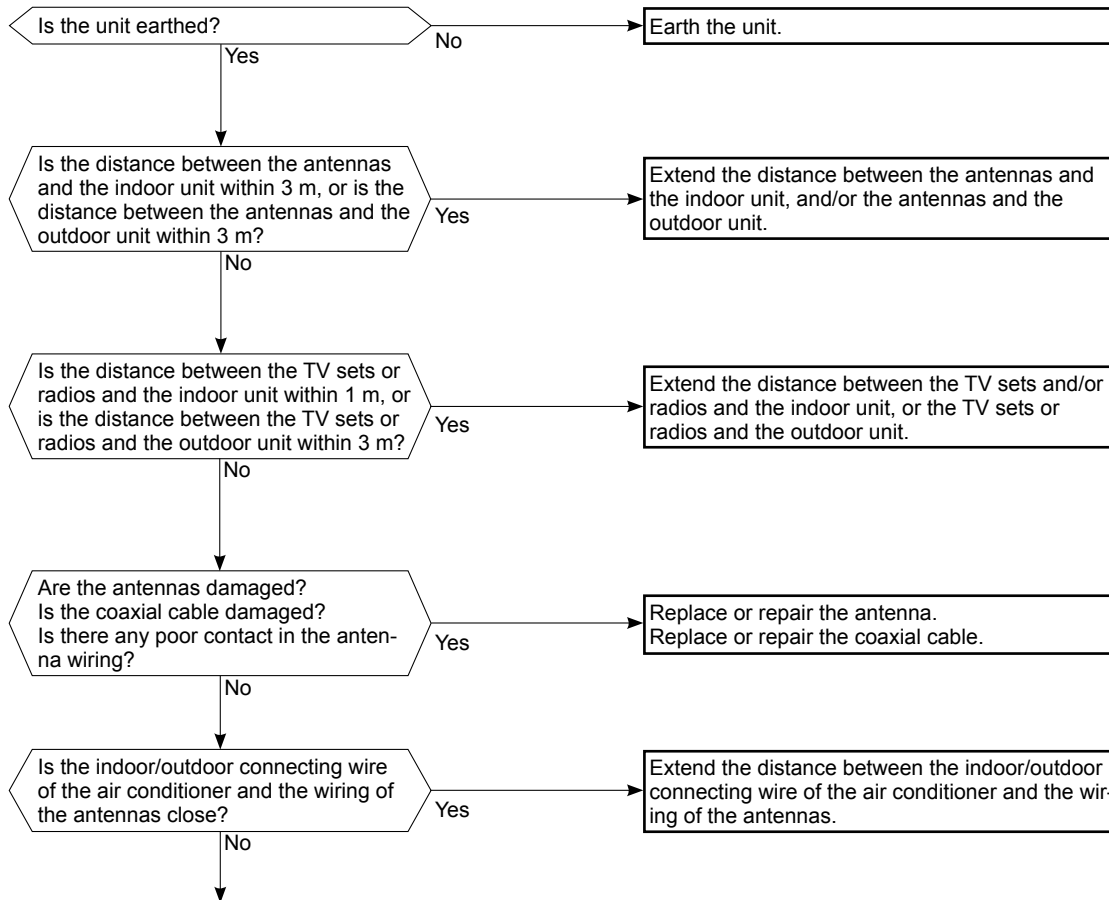 Is the unit earthed?
No
Earth the unit.
Yes
Is the distance between the antennas
and the indoor unit within 3 m, or is the
distance between the antennas and the
outdoor unit within 3 m?
Yes
Extend the distance between the antennas and
the indoor unit, and/or the antennas and the
outdoor unit.
No
Is the distance between the TV sets or
radios and the indoor unit within 1 m, or
is the distance between the TV sets or
radios and the outdoor unit within 3 m?
Yes
Extend the distance between the TV sets and/or
radios and the indoor unit, or the TV sets or
radios and the outdoor unit.
No
Are the antennas damaged?
Is the coaxial cable damaged?
Is there any poor contact in the anten-
na wiring?
Yes
Replace or repair the antenna.
Replace or repair the coaxial cable.
No
Is the indoor/outdoor connecting wire
of the air conditioner and the wiring of
the antennas close?
Yes
Extend the distance between the indoor/outdoor
connecting wire of the air conditioner and the wir-
ing of the antennas.
No